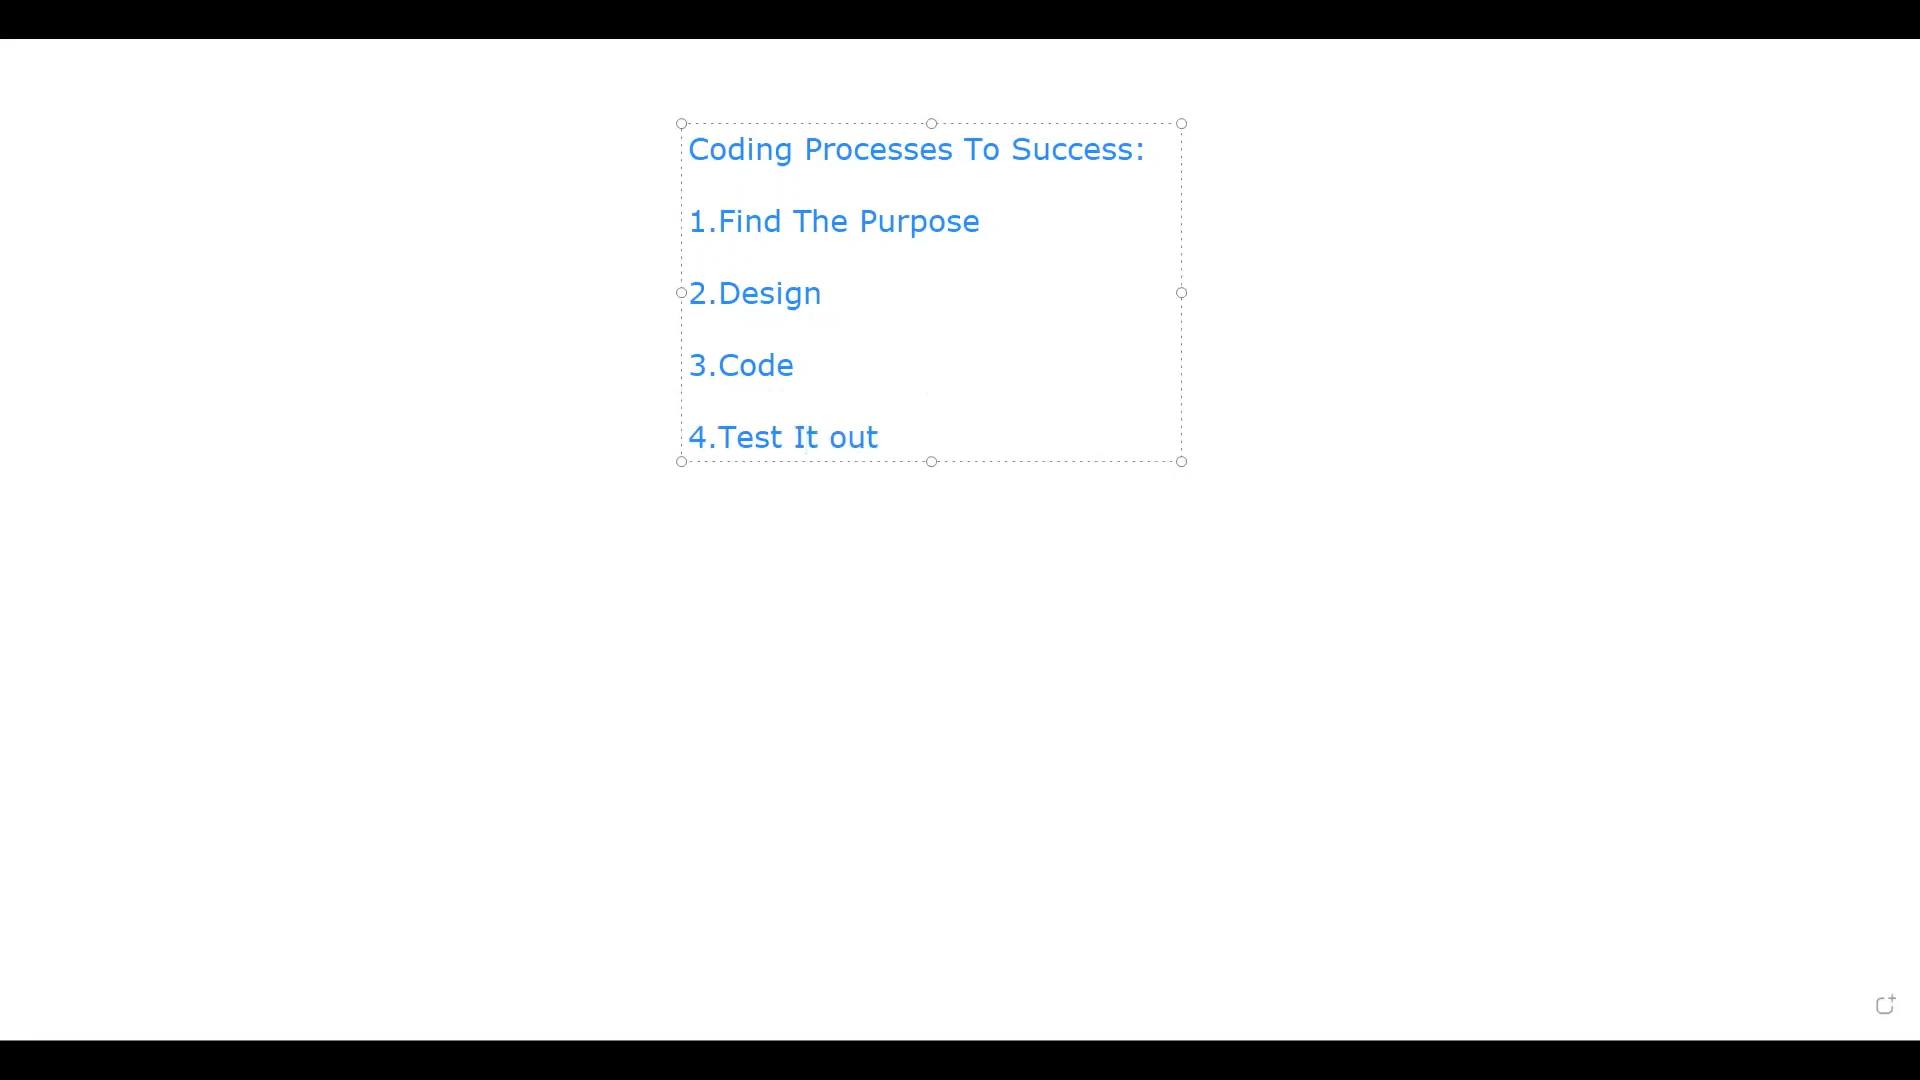 Coding Processes To Success:
1.Find The Purpose
2.Design
3.Code
4.Test It out